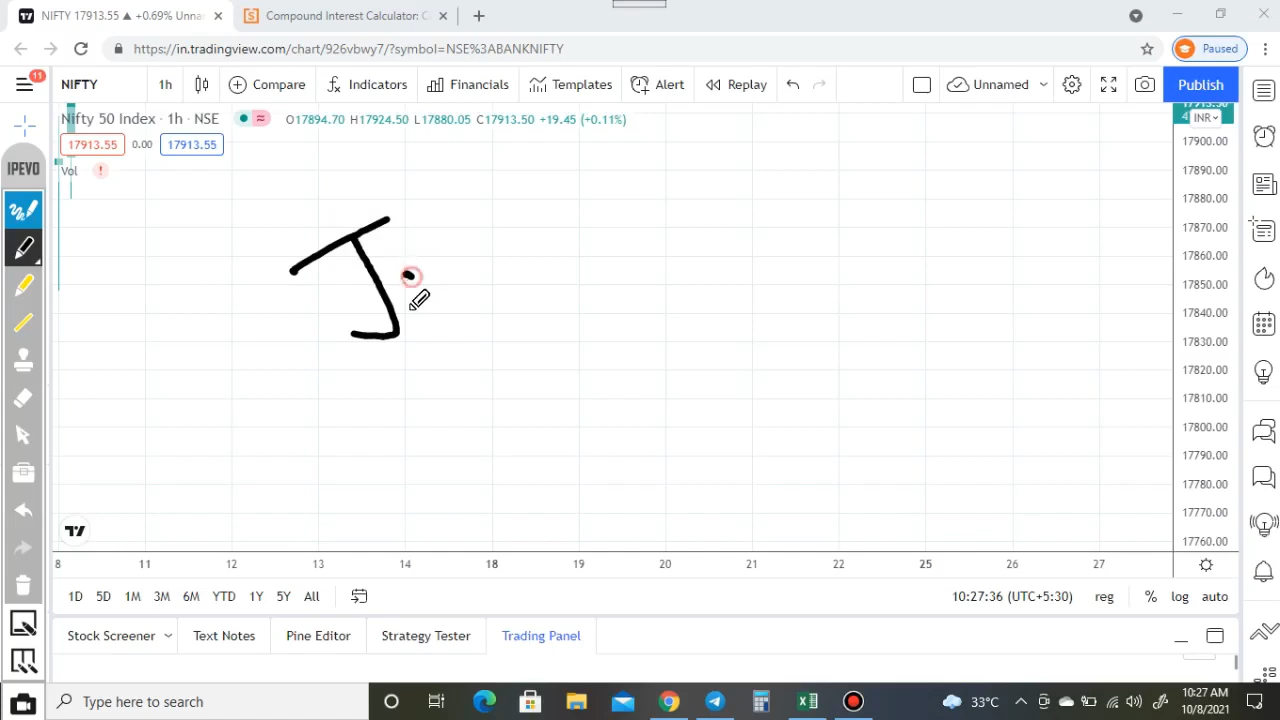 NIFTY 17913.55 ▲ +0.69% Unnar
Compound Interest Calculator: C
https://in.tradingview.com/chart/926vbwy7/?symbol=NSE%3ABANKNIFTY
Paused
11
NIFTY 1h Compare Indicators Financials Templates Alert Replay Unnamed Publish
Nifty 50 Index · 1h · NSE O17894.70 H17924.50 L17880.05 C17913.50 +19.45 (+0.11%)
17913.50
INR
17913.55 0.00 17913.55
Vol
IPEVO
J
17900.00
17890.00
17880.00
17870.00
17860.00
17850.00
17840.00
17830.00
17820.00
17810.00
17800.00
17790.00
17780.00
17770.00
17760.00
8 11 12 13 14 18 19 20 21 22 25 26 27
1D 5D 1M 3M 6M YTD 1Y 5Y All 10:27:36 (UTC+5:30) reg % log auto
Stock Screener Text Notes Pine Editor Strategy Tester Trading Panel
Type here to search 33°C 10:27 AM
10/8/2021